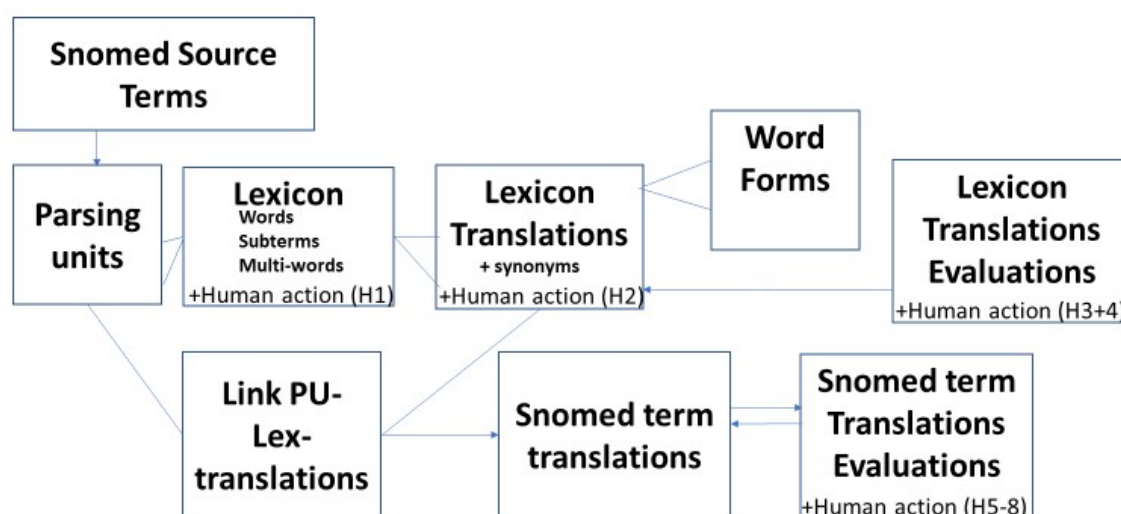 Snomed Source
Terms
Parsing
units
Lexicon
Words
Subterms
Multi-words
+Human action (H1)
Lexicon
Translations
+ synonyms
+Human action (H2)
Word
Forms
Lexicon
Translations
Evaluations
+Human action (H3+4)
Link PU-
Lex-
translations
Snomed term
translations
Snomed term
Translations
Evaluations
+Human action (H5-8)